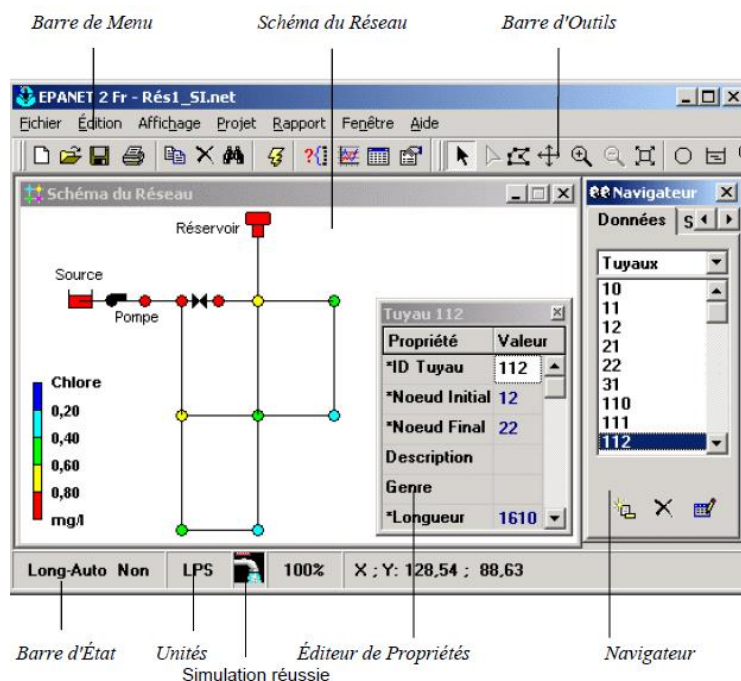 Barre de Menu Schéma du Réseau Barre d'Outils
EPANET 2 Fr - Rés1_SI.net
Fichier Édition Affichage Projet Rapport Fenêtre Aide
Schéma du Réseau
Réservoir
Source
Pompe
Chlore
0,20
0,40
0,60
0,80
mg/l
Tuyau 112
Propriété Valeur
*ID Tuyau 112
*Noeud Initial 12
*Noeud Final 22
Description
Genre
*Longueur 1610
Navigateur
Données S
Tuyaux
10
11
12
21
22
31
110
111
112
Long-Auto Non LPS 100% X ; Y: 128,54 ; 88,63
Barre d'État Unités Éditeur de Propriétés Navigateur
Simulation réussie